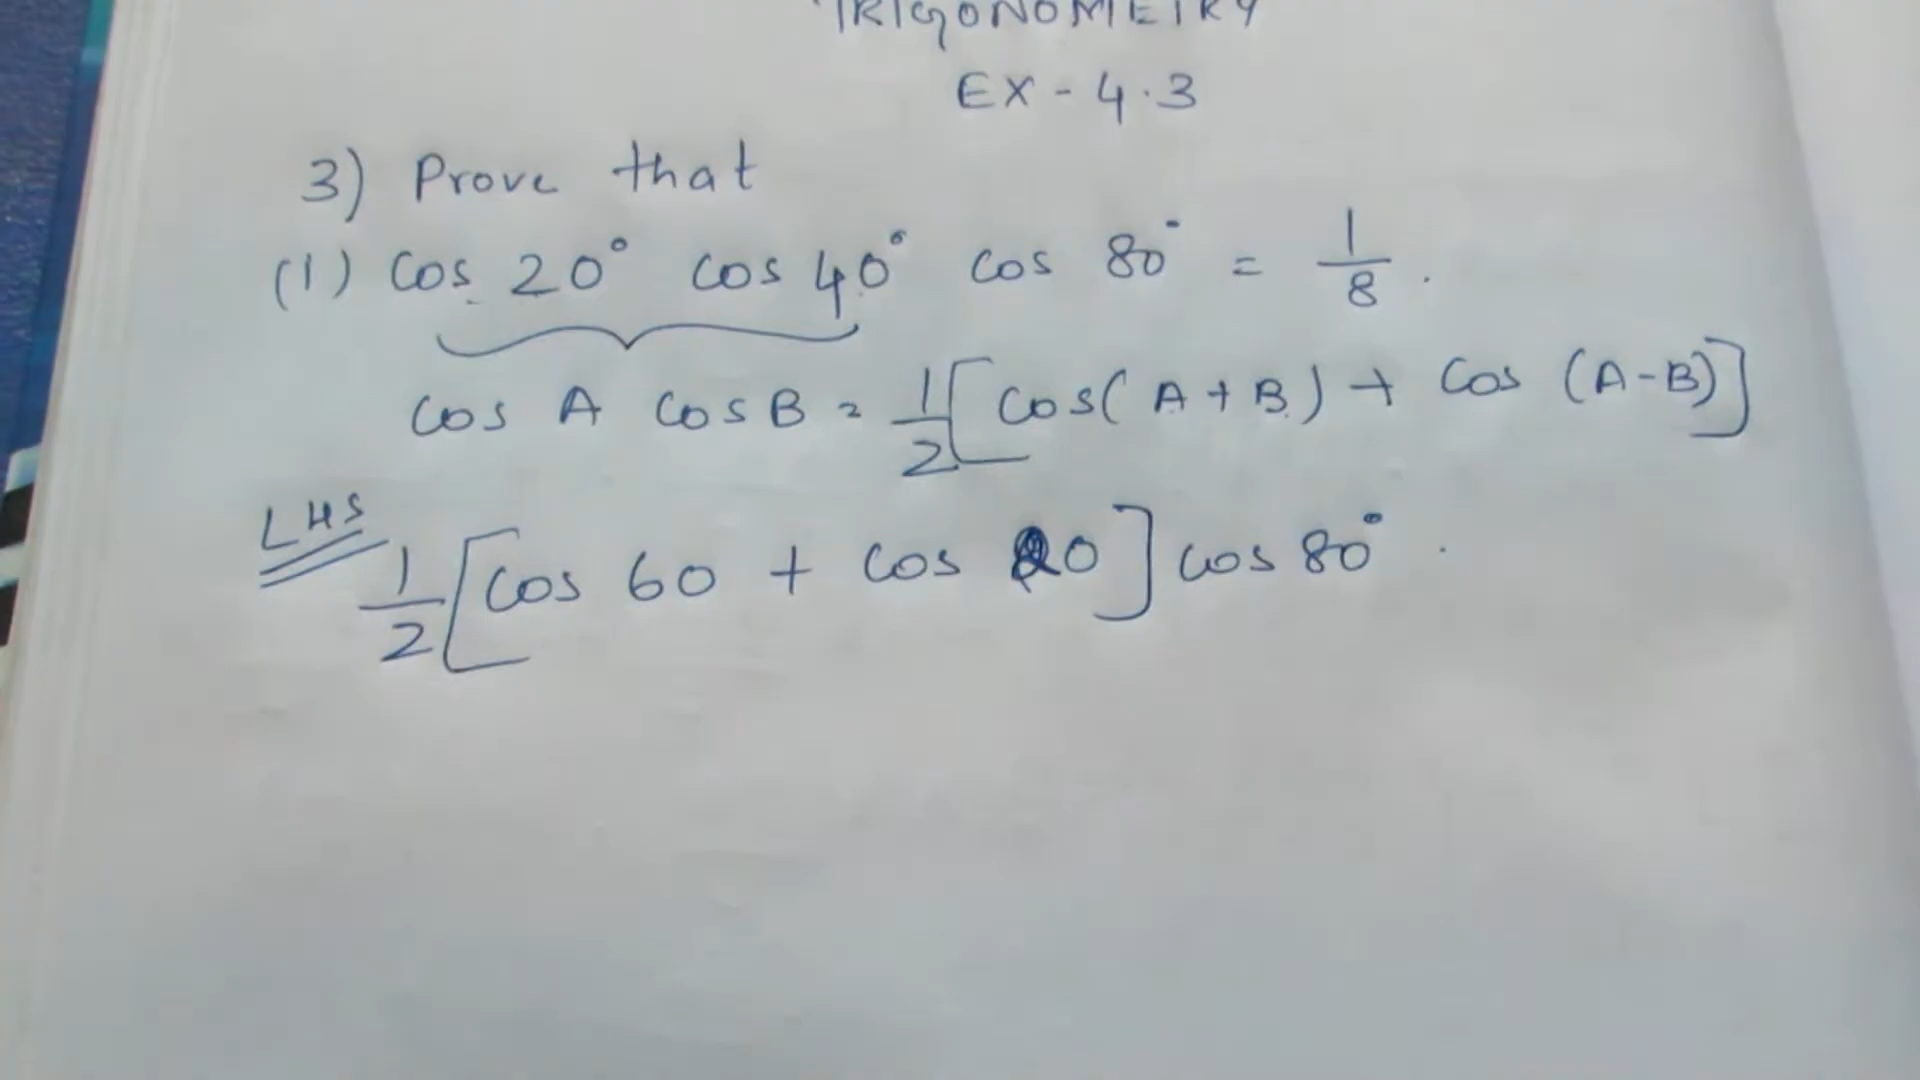 TRIGONOMETRY
EX - 4.3
3) Prove that
(1) cos 20° cos 40° cos 80° = 1/8.
cos A cos B = 1/2 [cos(A + B) + cos (A-B)]
LHS
1/2 [cos 60 + cos 20] cos 80°.